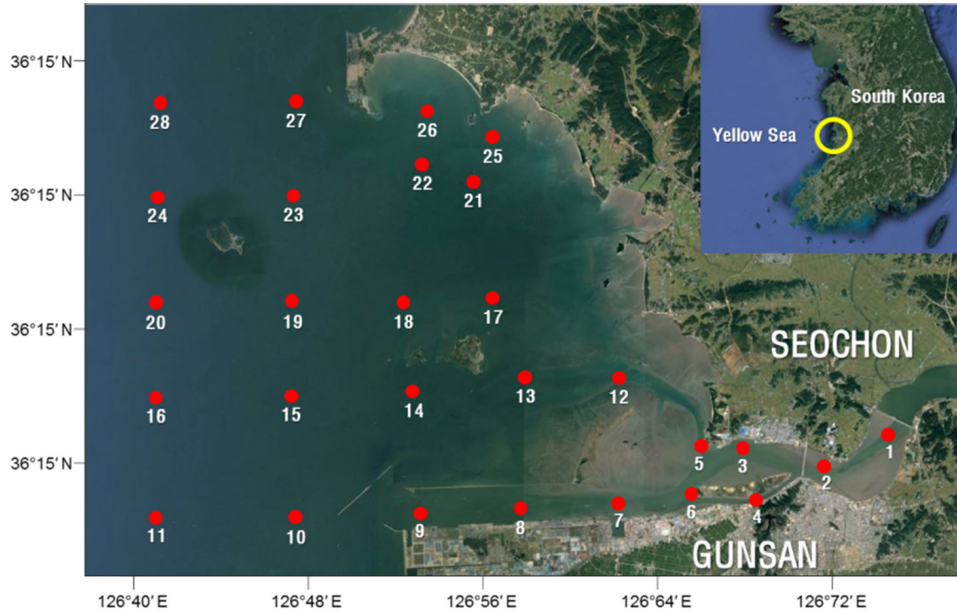 36°15′ N
South Korea
Yellow Sea
28
27
26
25
22
21
36°15′ N
24
23
20
19
18
17
36°15′ N
SEOCHON
16
15
14
13
12
1
36°15′ N
5
3
2
11
10
9
8
7
6
4
GUNSAN
126°40′ E
126°48′ E
126°56′ E
126°64′ E
126°72′ E